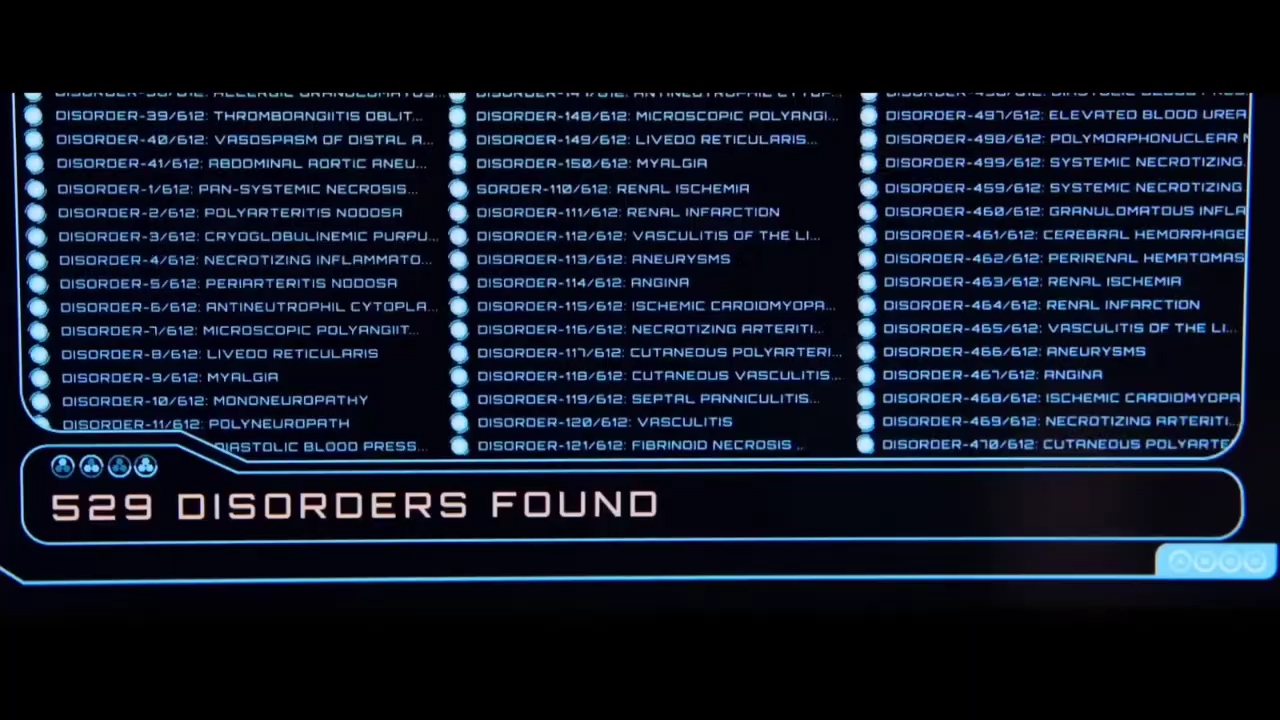 DISORDER-39/612: THROMBOANGIITIS OBLIT...
DISORDER-40/612: VASOSPASM OF DISTAL A...
DISORDER-41/612: ABDOMINAL AORTIC ANEU...
DISORDER-1/612: PAN-SYSTEMIC NECROSIS...
DISORDER-2/612: POLYARTERITIS NODOSA
DISORDER-3/612: CRYOGLOBULINEMIC PURPU...
DISORDER-4/612: NECROTIZING INFLAMMATO...
DISORDER-5/612: PERIARTERITIS NODOSA
DISORDER-6/612: ANTINEUTROPHIL CYTOPLA...
DISORDER-7/612: MICROSCOPIC POLYANGIIT...
DISORDER-8/612: LIVEDO RETICULARIS
DISORDER-9/612: MYALGIA
DISORDER-10/612: MONONEUROPATHY
DISORDER-11/612: POLYNEUROPATH
DIASTOLIC BLOOD PRESS...
DISORDER-148/612: MICROSCOPIC POLYANGI...
DISORDER-149/612: LIVEDO RETICULARIS...
DISORDER-150/612: MYALGIA
SORDER-110/612: RENAL ISCHEMIA
DISORDER-111/612: RENAL INFARCTION
DISORDER-112/612: VASCULITIS OF THE LI...
DISORDER-113/612: ANEURYSMS
DISORDER-114/612: ANGINA
DISORDER-115/612: ISCHEMIC CARDIOMYOPA...
DISORDER-116/612: NECROTIZING ARTERITI...
DISORDER-117/612: CUTANEOUS POLYARTERI...
DISORDER-118/612: CUTANEOUS VASCULITIS...
DISORDER-119/612: SEPTAL PANNICULITIS...
DISORDER-120/612: VASCULITIS
DISORDER-121/612: FIBRINOID NECROSIS ...
DISORDER-497/612: ELEVATED BLOOD UREA
DISORDER-498/612: POLYMORPHONUCLEAR
DISORDER-499/612: SYSTEMIC NECROTIZING.
DISORDER-459/612: SYSTEMIC NECROTIZING
DISORDER-460/612: GRANULOMATOUS INFLA
DISORDER-461/612: CEREBRAL HEMORRHAGE
DISORDER-462/612: PERIRENAL HEMATOMAS
DISORDER-463/612: RENAL ISCHEMIA
DISORDER-464/612: RENAL INFARCTION
DISORDER-465/612: VASCULITIS OF THE LI...
DISORDER-466/612: ANEURYSMS
DISORDER-467/612: ANGINA
DISORDER-468/612: ISCHEMIC CARDIOMYOPA
DISORDER-469/612: NECROTIZING ARTERITI...
DISORDER-470/612: CUTANEOUS POLYARTE
529 DISORDERS FOUND